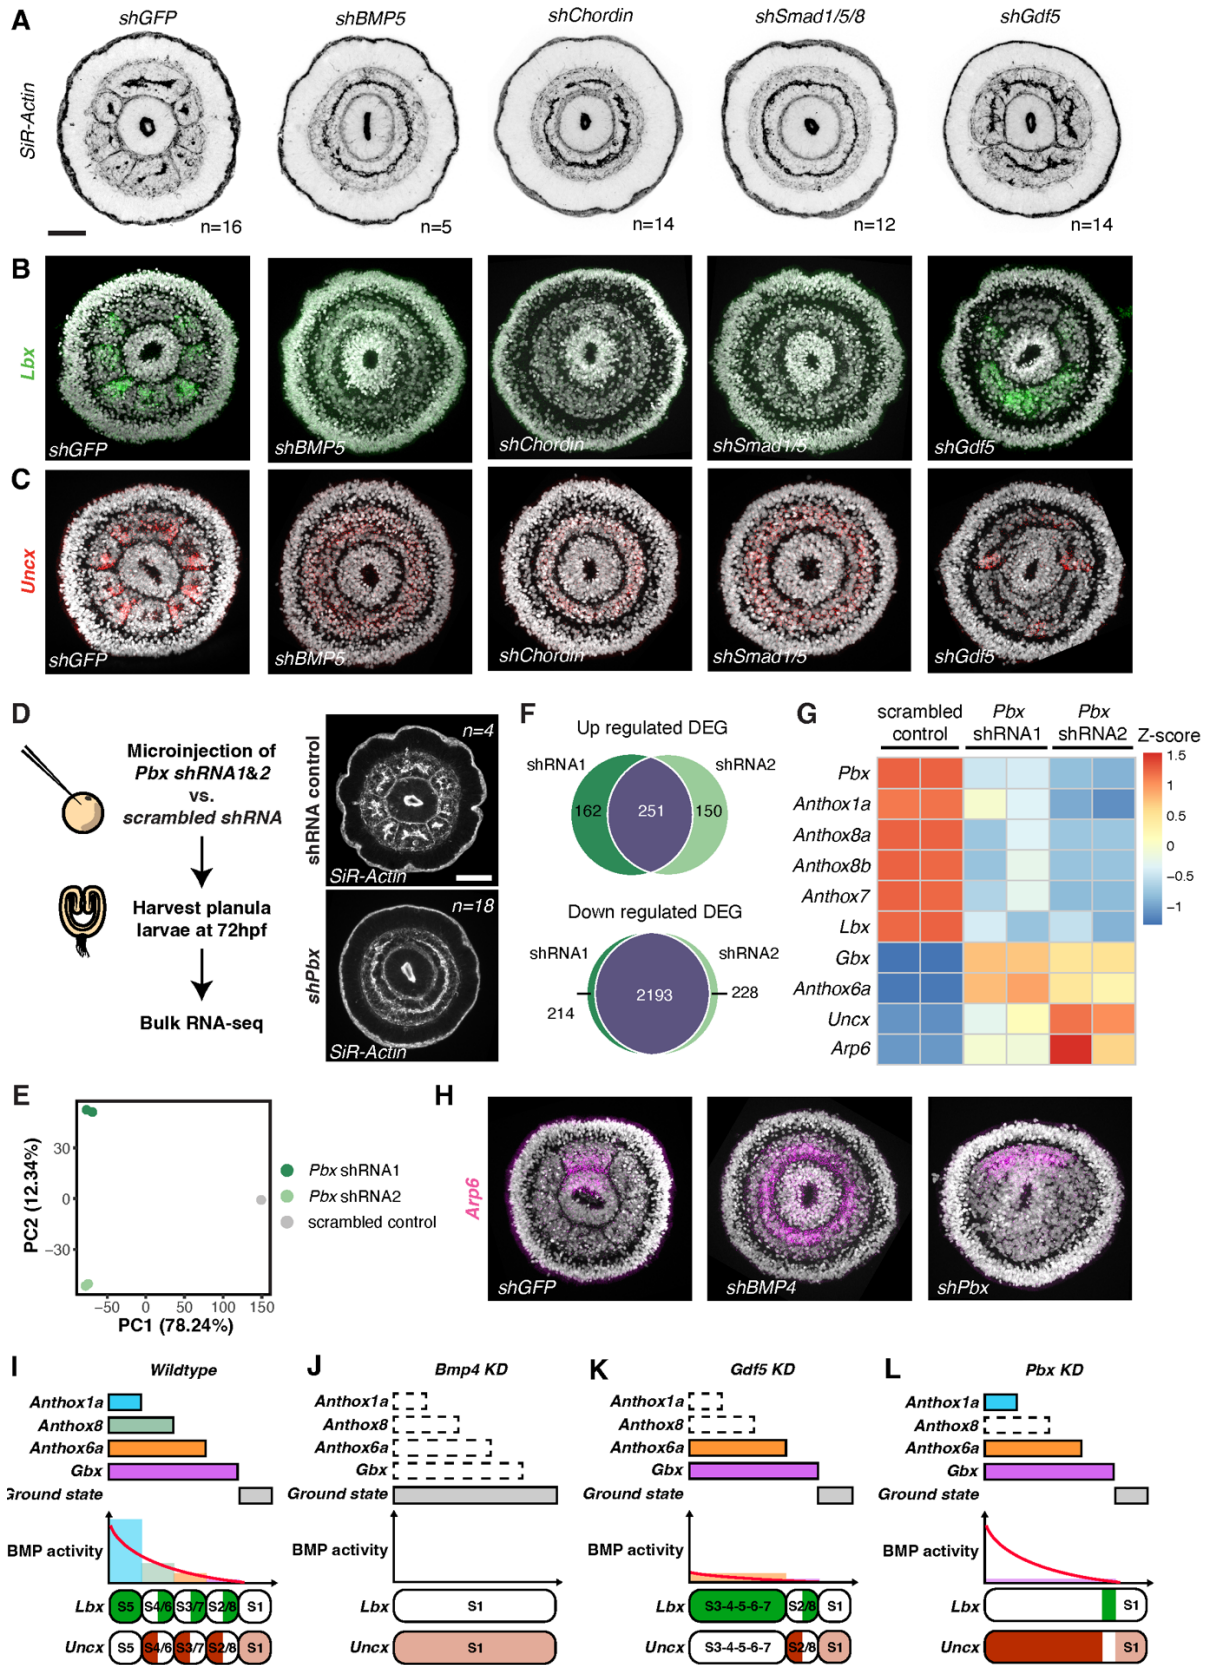 A
shGFP
shBMP5
shChordin
shSmad1/5/8
shGdf5
SiR-Actin
n=16
n=5
n=14
n=12
n=14
B
Lbx
shGFP
shBMP5
shChordin
shSmad1/5
shGdf5
C
Uncx
shGFP
shBMP5
shChordin
shSmad1/5
shGdf5
D
Microinjection of
Pbx shRNA1&2
vs.
scrambled shRNA
Harvest planula
larvae at 72hpf
Bulk RNA-seq
shRNA control
n=4
SiR-Actin
shPbx
n=18
SiR-Actin
F
Up regulated DEG
shRNA1
shRNA2
162
251
150
Down regulated DEG
shRNA1
shRNA2
2193
214
228
G
scrambled
control
Pbx
shRNA1
Pbx
shRNA2
Z-score
1.5
1
0.5
0
−0.5
−1
Pbx
Anthox1a
Anthox8a
Anthox8b
Anthox7
Lbx
Gbx
Anthox6a
Uncx
Arp6
E
PC2 (12.34%)
30
0
−30
−50
0
50
100
150
PC1 (78.24%)
Pbx shRNA1
Pbx shRNA2
scrambled control
H
Arp6
shGFP
shBMP4
shPbx
I
Wildtype
Anthox1a
Anthox8
Anthox6a
Gbx
Ground state
BMP activity
Lbx
S5
S4/6
S3/7
S2/8
S1
Uncx
S5
S4/6
S3/7
S2/8
S1
J
Bmp4 KD
Anthox1a
Anthox8
Anthox6a
Gbx
Ground state
BMP activity
Lbx
S1
Uncx
S1
K
Gdf5 KD
Anthox1a
Anthox8
Anthox6a
Gbx
Ground state
BMP activity
Lbx
S3-4-5-6-7
S2/8
S1
Uncx
S3-4-5-6-7
S2/8
S1
L
Pbx KD
Anthox1a
Anthox8
Anthox6a
Gbx
Ground state
BMP activity
Lbx
S1
Uncx
S1